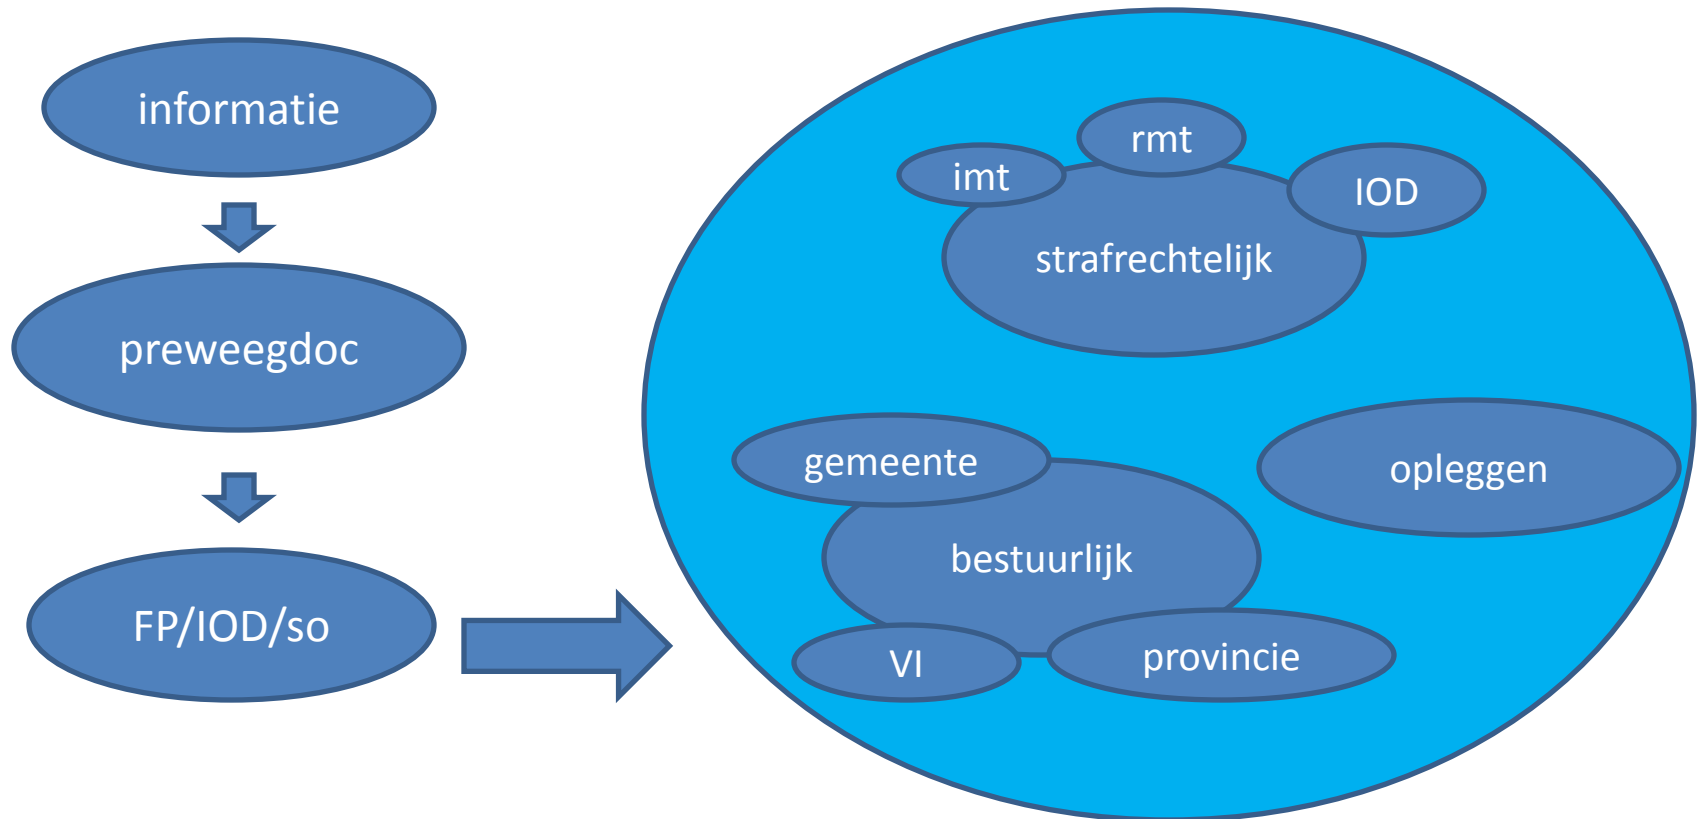 informatie
preweegdoc
FP/IOD/so
rmt
imt
IOD
strafrechtelijk
gemeente
opleggen
bestuurlijk
VI
provincie